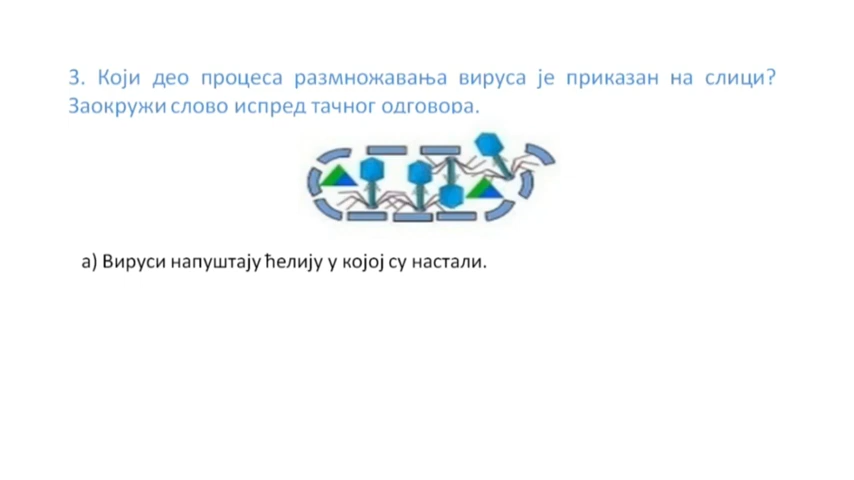 3. Који део процеса размножавања вируса је приказан на слици?
Заокружи слово испред тачног одговора.
а) Вируси напуштају ћелију у којој су настали.